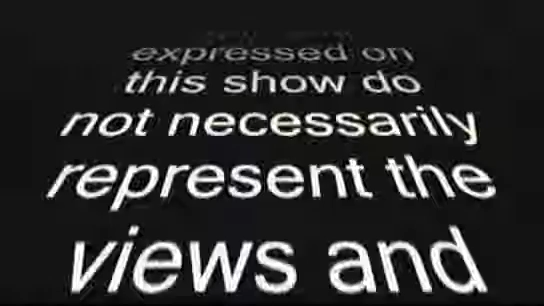 expressed on
this show do
not necessarily
represent the
views and